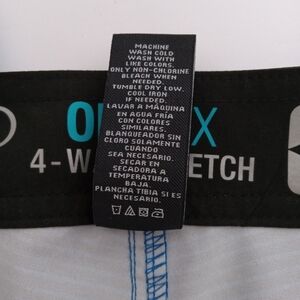 MACHINE
WASH COLD
WASH WITH
LIKE COLORS.
ONLY NON-CHLORINE
BLEACH WHEN
NEEDED.
TUMBLE DRY LOW.
COOL IRON
IF NEEDED.
LAVAR A MÁQUINA
EN AGUA FRÍA
CON COLORES
SIMILARES.
BLANQUEADOR SIN
CLORO SOLAMENTE
CUANDO
SEA NECESARIO.
SECAR EN
SECADORA A
TEMPERATURA
BAJA.
PLANCHA TIBIA SI ES
NECESARIO.
X
4-W ETCH